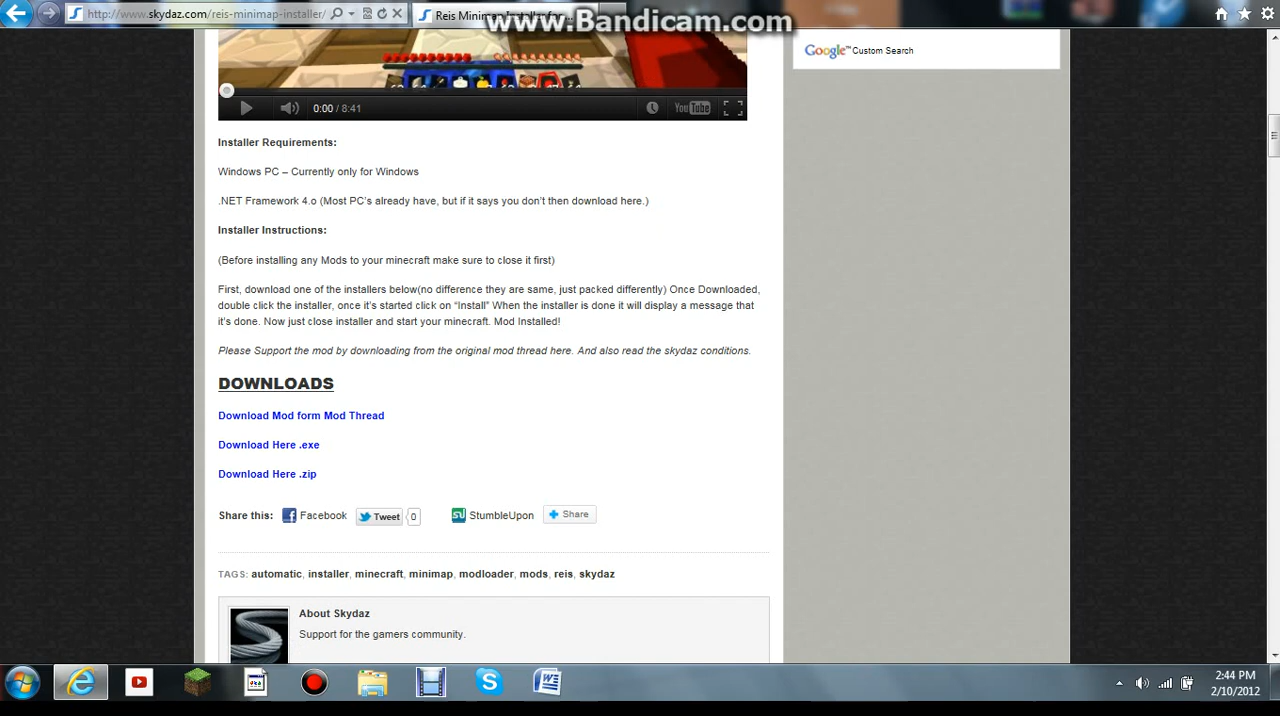 http://www.skydaz.com/reis-minimap-installer/
Reis Minimap Installer for
www.Bandicam.com
Google™ Custom Search
0:00 / 8:41
YouTube
Installer Requirements:
Windows PC – Currently only for Windows
.NET Framework 4.o (Most PC's already have, but if it says you don't then download here.)
Installer Instructions:
(Before installing any Mods to your minecraft make sure to close it first)
First, download one of the installers below(no difference they are same, just packed differently) Once Downloaded,
double click the installer, once it's started click on “Install” When the installer is done it will display a message that
it's done. Now just close installer and start your minecraft. Mod Installed!
Please Support the mod by downloading from the original mod thread here. And also read the skydaz conditions.
DOWNLOADS
Download Mod form Mod Thread
Download Here .exe
Download Here .zip
Share this: Facebook Tweet 0 StumbleUpon Share
TAGS: automatic, installer, minecraft, minimap, modloader, mods, reis, skydaz
About Skydaz
Support for the gamers community.
2:44 PM
2/10/2012